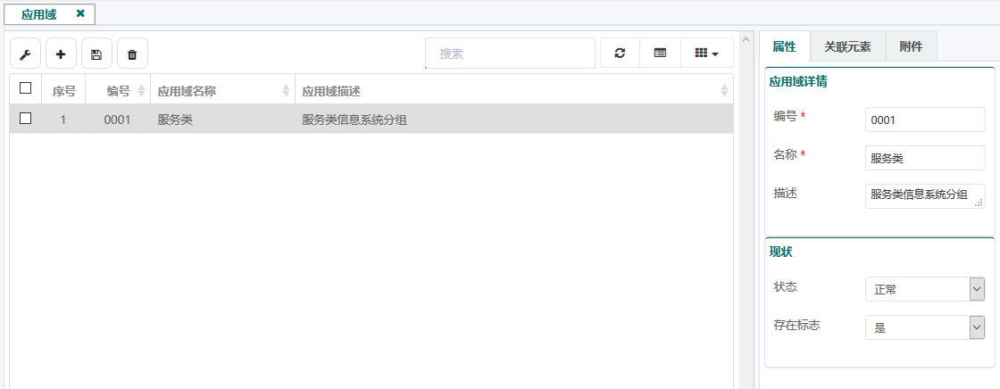 应用域
搜索
序号 编号 应用域名称 应用域描述
1 0001 服务类 服务类信息系统分组
属性 关联元素 附件
应用域详情
编号 * 0001
名称 * 服务类
描述 服务类信息系统分组
现状
状态 正常
存在标志 是